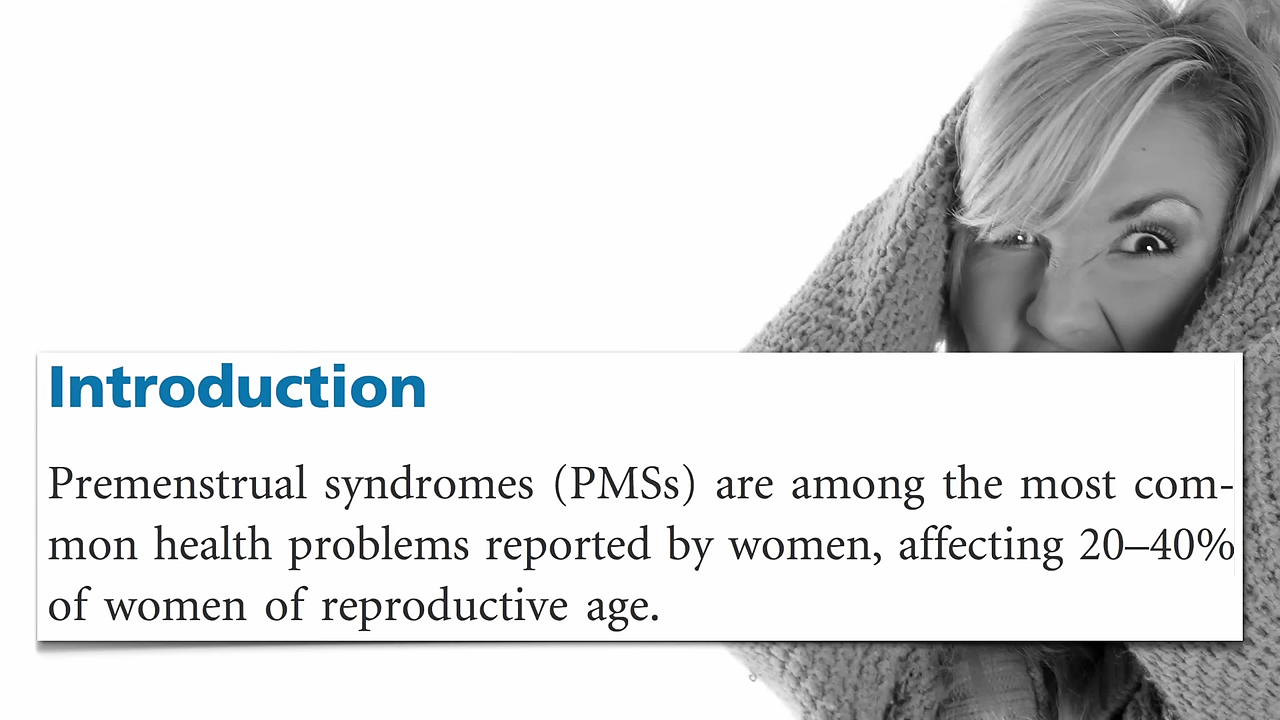 Introduction
Premenstrual syndromes (PMSs) are among the most com-
mon health problems reported by women, affecting 20–40%
of women of reproductive age.